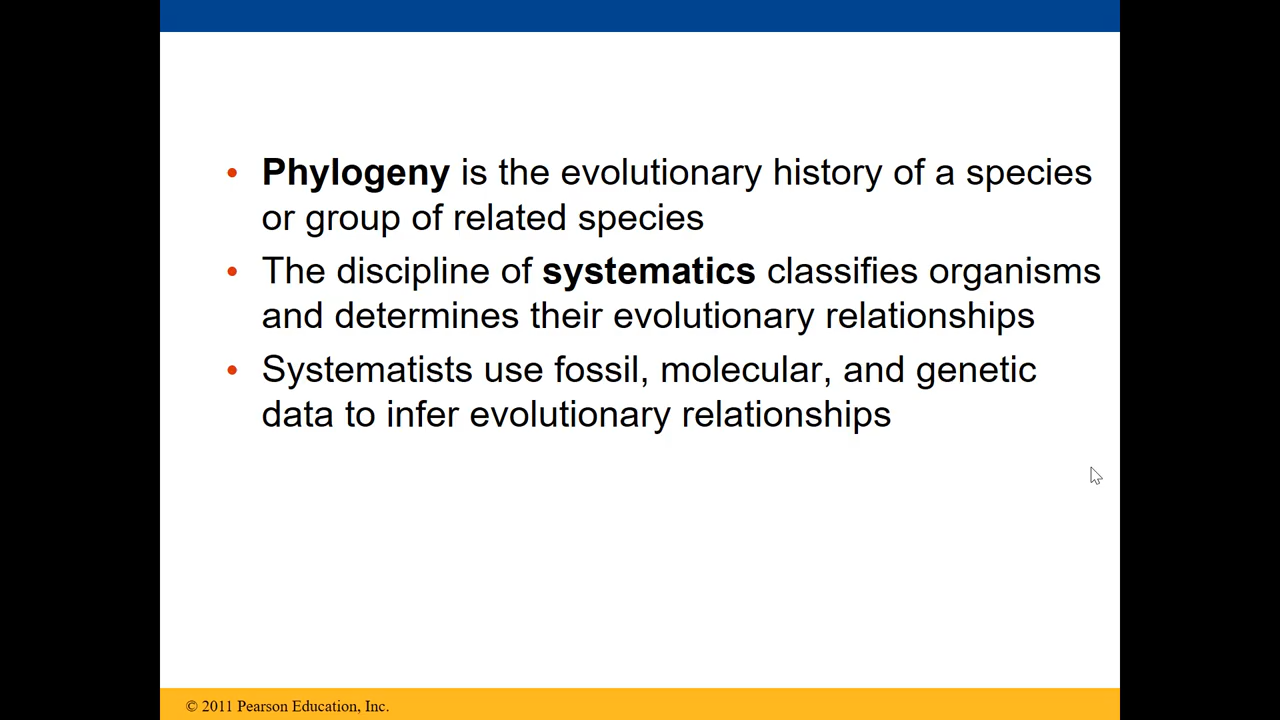 • Phylogeny is the evolutionary history of a species
or group of related species
• The discipline of systematics classifies organisms
and determines their evolutionary relationships
• Systematists use fossil, molecular, and genetic
data to infer evolutionary relationships
© 2011 Pearson Education, Inc.